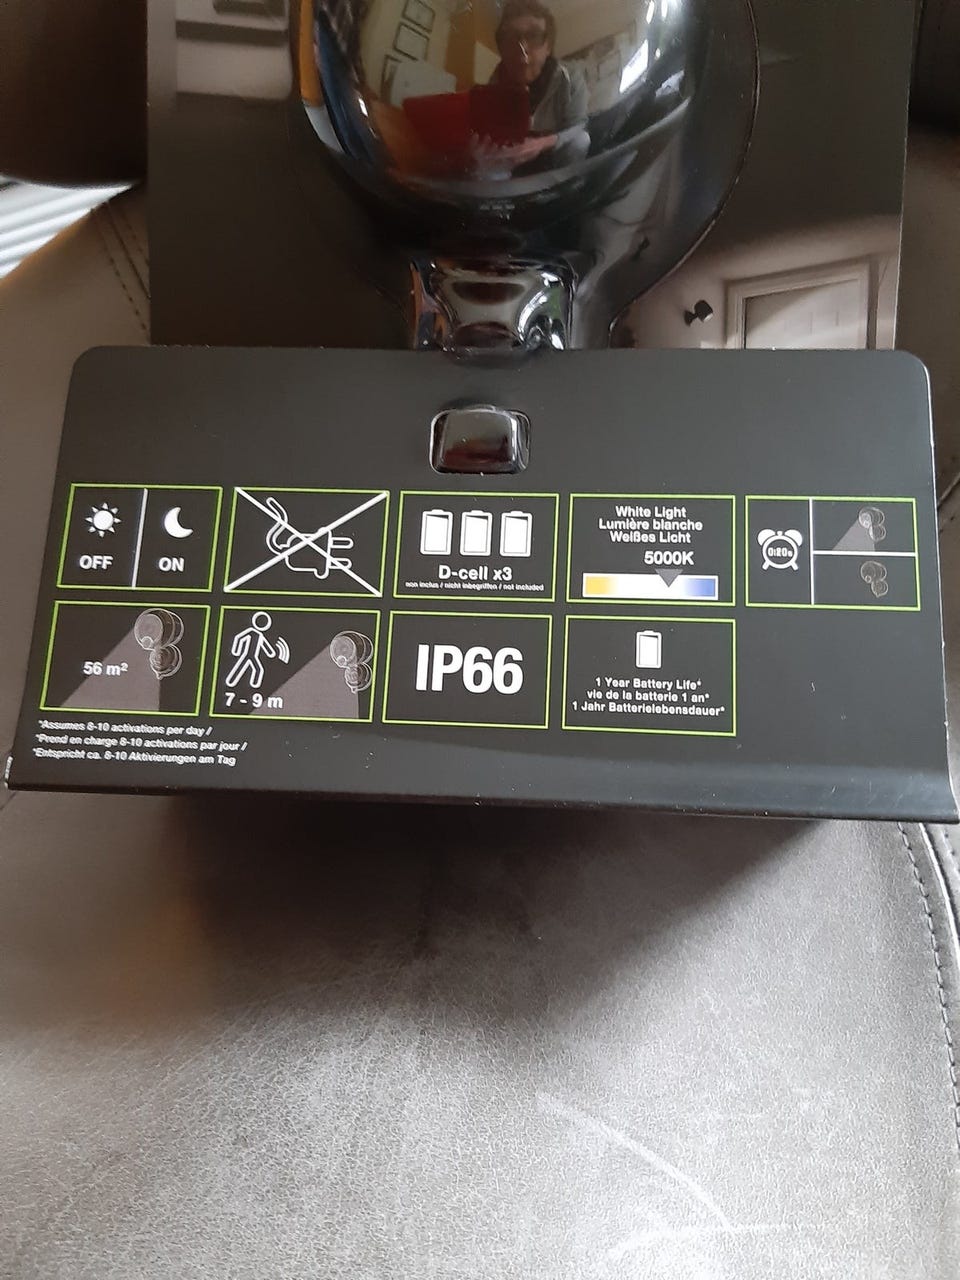 OFF
ON
D-cell x3
non inclus / nicht inbegriffen / not included
White Light
Lumière blanche
Weißes Licht
5000K
0:20s
56 m²
7 - 9 m
IP66
1 Year Battery Life*
vie de la batterie 1 an*
1 Jahr Batterielebensdauer*
*Assumes 8-10 activations per day /
*Prend en charge 8-10 activations par jour /
*Entspricht ca. 8-10 Aktivierungen am Tag